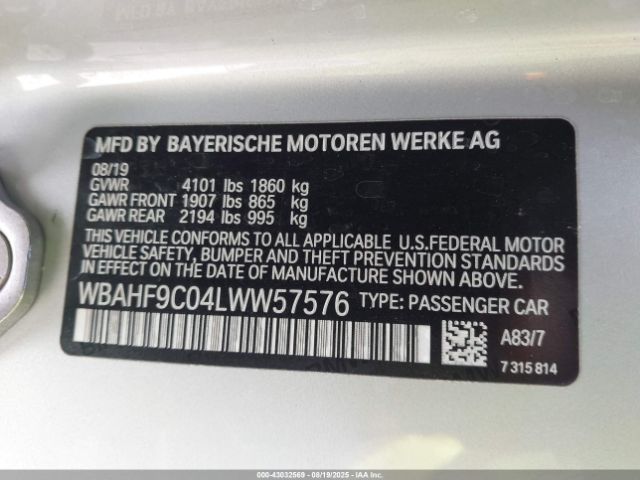 MFD BY BAYERISCHE MOTOREN WERKE AG
08/19
GVWR 4101 lbs 1860 kg
GAWR FRONT 1907 lbs 865 kg
GAWR REAR 2194 lbs 995 kg
THIS VEHICLE CONFORMS TO ALL APPLICABLE U.S.FEDERAL MOTOR
VEHICLE SAFETY, BUMPER AND THEFT PREVENTION STANDARDS
IN EFFECT ON THE DATE OF MANUFACTURE SHOWN ABOVE.
WBAHF9C04LWW57576 TYPE: PASSENGER CAR
A83/7
7 315 814
000-43032569 - 08/19/2025 - IAA Inc.